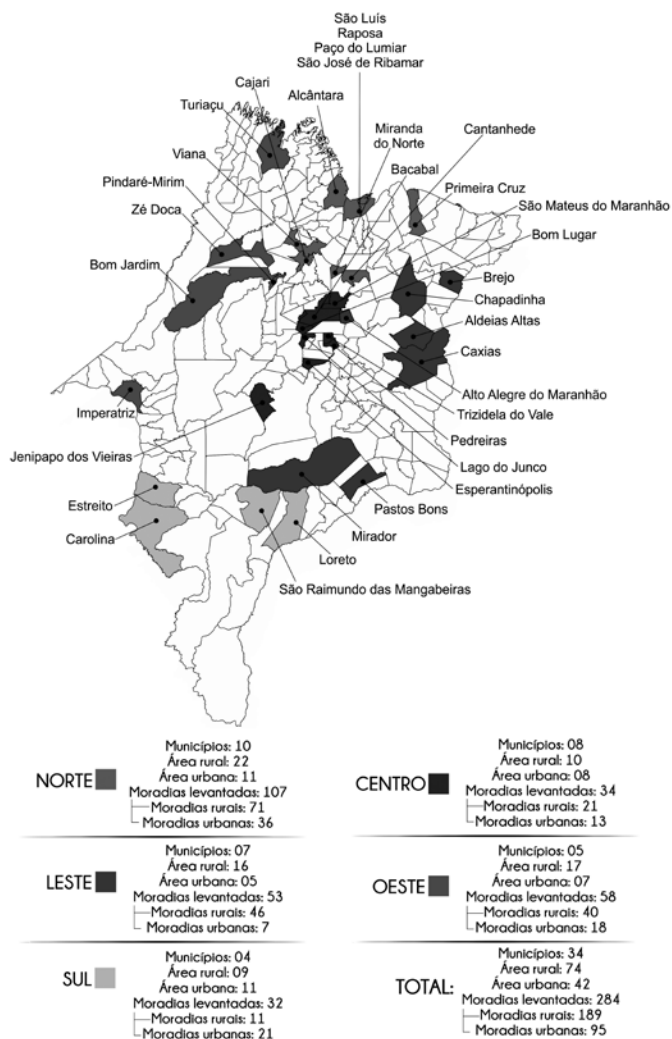 São Luís
Raposa
Paço do Lumiar
São José de Ribamar
Cajari
Alcântara
Turiaçu
Miranda
do Norte
Cantanhede
Viana
Bacabal
Pindaré-Mirim
Primeira Cruz
Zé Doca
São Mateus do Maranhão
Bom Lugar
Bom Jardim
Brejo
Chapadinha
Aldeias Altas
Caxias
Imperatriz
Alto Alegre do Maranhão
Trizidela do Vale
Jenipapo dos Vieiras
Pedreiras
Lago do Junco
Esperantinópolis
Estreito
Pastos Bons
Carolina
Mirador
Loreto
São Raimundo das Mangabeiras
NORTE
Municípios: 10
Área rural: 22
Área urbana: 11
Moradias levantadas: 107
Moradias rurais: 71
Moradias urbanas: 36
CENTRO
Municípios: 08
Área rural: 10
Área urbana: 08
Moradias levantadas: 34
Moradias rurais: 21
Moradias urbanas: 13
LESTE
Municípios: 07
Área rural: 16
Área urbana: 05
Moradias levantadas: 53
Moradias rurais: 46
Moradias urbanas: 7
OESTE
Municípios: 05
Área rural: 17
Área urbana: 07
Moradias levantadas: 58
Moradias rurais: 40
Moradias urbanas: 18
SUL
Municípios: 04
Área rural: 09
Área urbana: 11
Moradias levantadas: 32
Moradias rurais: 11
Moradias urbanas: 21
TOTAL:
Municípios: 34
Área rural: 74
Área urbana: 42
Moradias levantadas: 284
Moradias rurais: 189
Moradias urbanas: 95